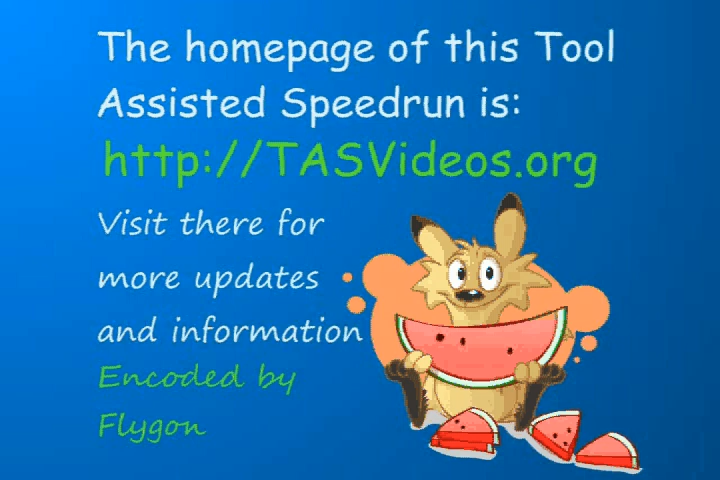 The homepage of this Tool
Assisted Speedrun is:
http://TASVideos.org
Visit there for
more updates
and information
Encoded by
Flygon